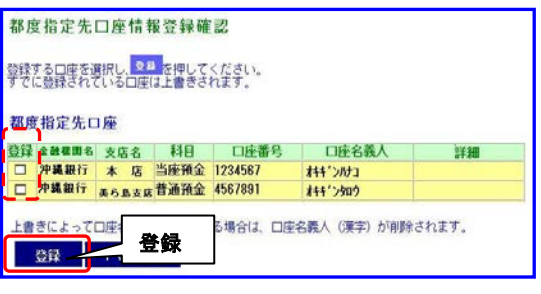 都度指定先口座情報登録確認
登録する口座を選択し、 登録 を押してください。
すでに登録されている口座は上書きされます。
都度指定先口座
登録 金融機関名 支店名 科目 口座番号 口座名義人 詳細
沖縄銀行 本 店 当座預金 1234567 ｵｷｷﾞﾝﾊﾅｺ
沖縄銀行 美ら島支店 普通預金 4567891 ｵｷｷﾞﾝﾀﾛｳ
上書きによって口座 る場合は、口座名義人（漢字）が削除されます。
登録
登録